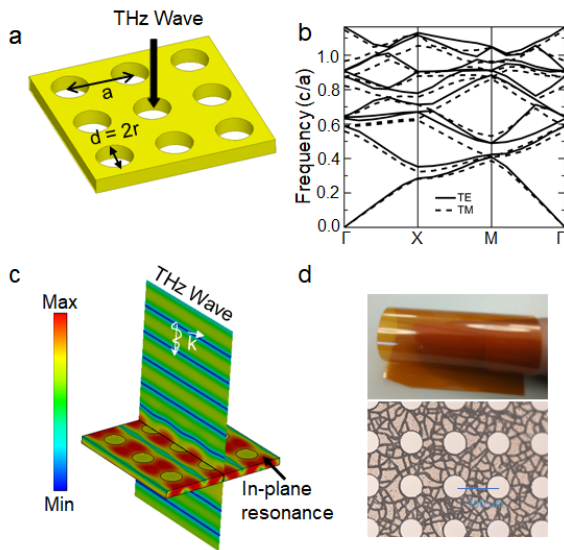 a
THz Wave
a
d = 2r
b
Frequency (c/a)
1.0
0.8
0.6
0.4
0.2
0.0
TE
TM
Γ
X
M
Γ
c
THz Wave
k
Max
Min
In-plane
resonance
d